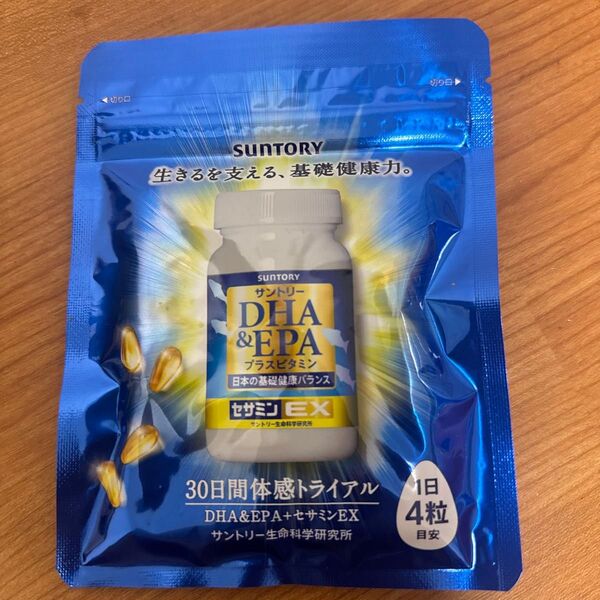 切り口
切り口
SUNTORY
生きるを支える、基礎健康力。
SUNTORY
サントリー
DHA
&EPA
プラスビタミン
日本の基礎健康バランス
セサミンEX
サントリー生命科学研究所
30日間体感トライアル
DHA&EPA+セサミンEX
サントリー生命科学研究所
1日
4粒
目安